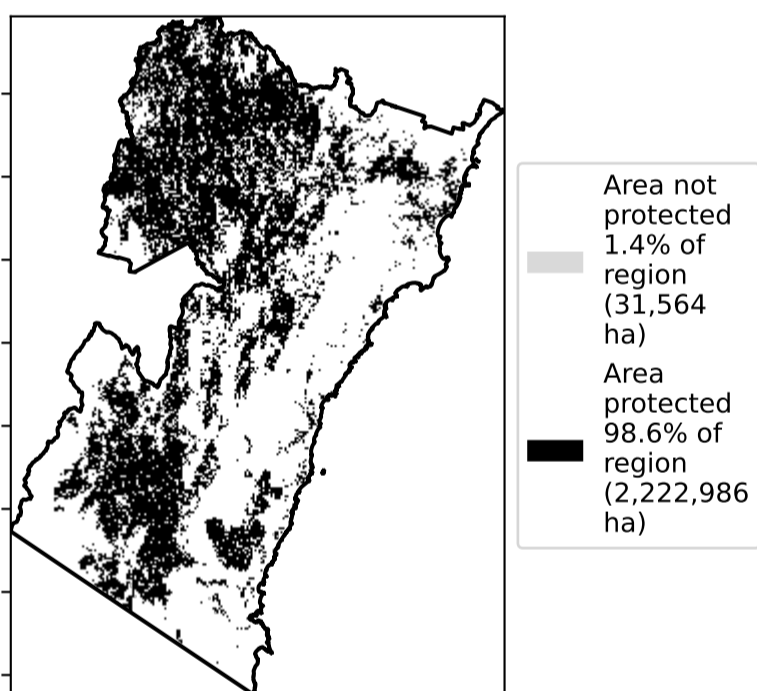 Area not
protected
1.4% of
region
(31,564
ha)
Area
protected
98.6% of
region
(2,222,986
ha)